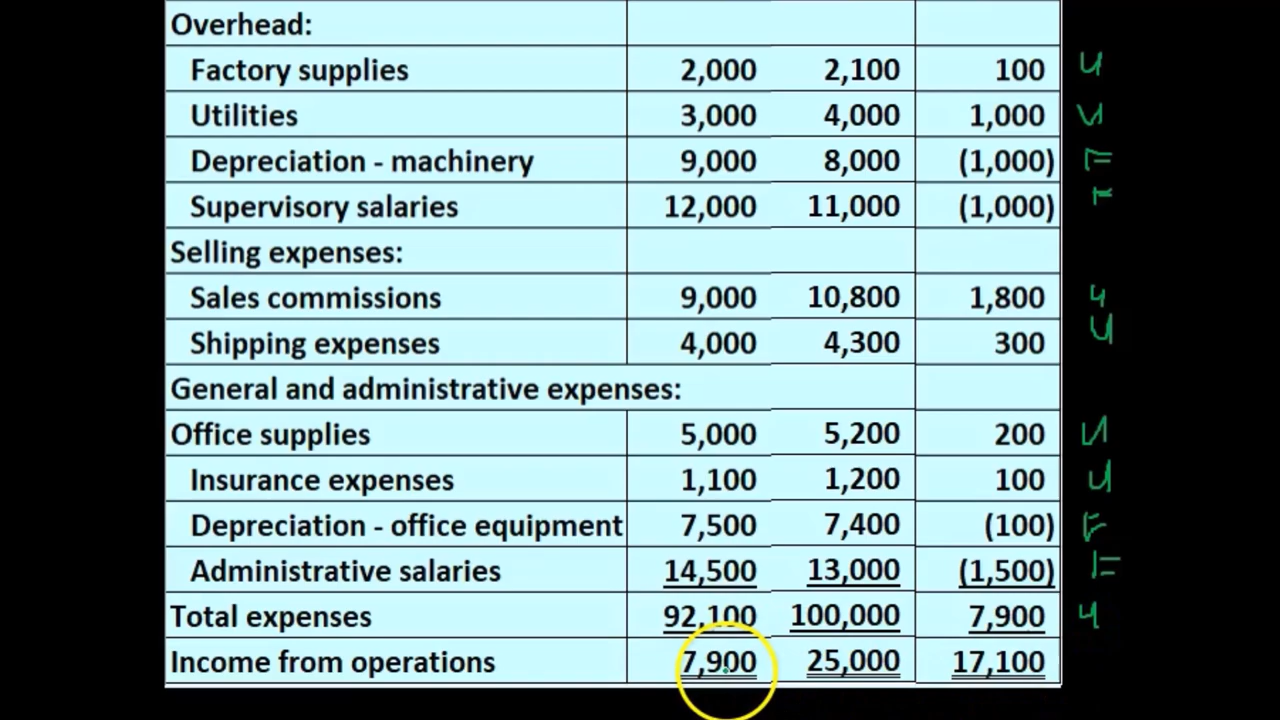 Overhead:
Factory supplies 2,000 2,100 100 U
Utilities 3,000 4,000 1,000 U
Depreciation - machinery 9,000 8,000 (1,000) F
Supervisory salaries 12,000 11,000 (1,000) F
Selling expenses:
Sales commissions 9,000 10,800 1,800 U
Shipping expenses 4,000 4,300 300 U
General and administrative expenses:
Office supplies 5,000 5,200 200 U
Insurance expenses 1,100 1,200 100 U
Depreciation - office equipment 7,500 7,400 (100) F
Administrative salaries 14,500 13,000 (1,500) F
Total expenses 92,100 100,000 7,900 U
Income from operations 7,900 25,000 17,100